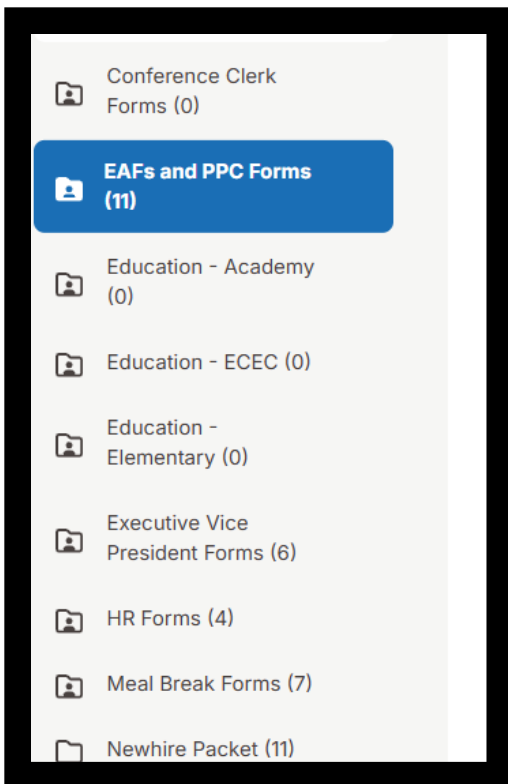 Conference Clerk
Forms (0)
EAFs and PPC Forms
(11)
Education - Academy
(0)
Education - ECEC (0)
Education -
Elementary (0)
Executive Vice
President Forms (6)
HR Forms (4)
Meal Break Forms (7)
Newhire Packet (11)